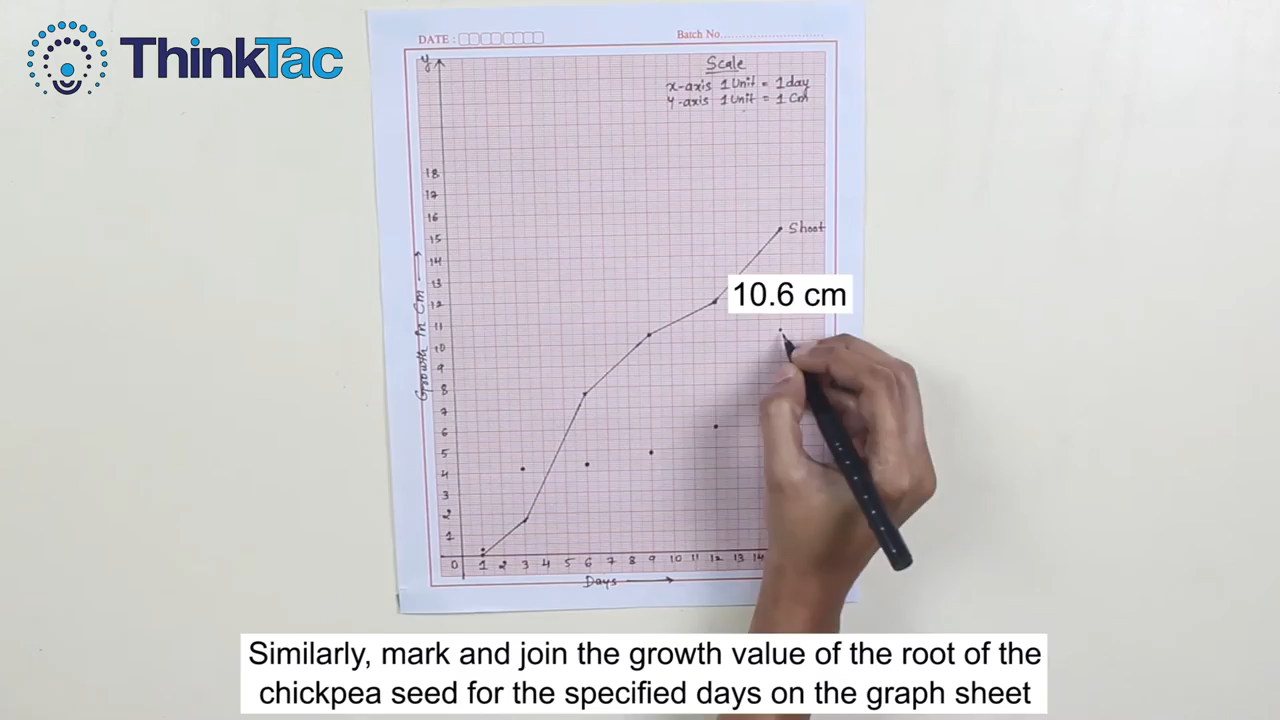 ThinkTac
DATE :
Batch No.
y
Scale
x-axis 1 Unit = 1 day
Y-axis 1 Unit = 1 Cm
18
17
16
15
14
13
12
11
10
9
8
7
6
5
4
3
2
1
Growth In Cm
Shoot
10.6 cm
0 1 2 3 4 5 6 7 8 9 10 11 12 13 14
Days
Similarly, mark and join the growth value of the root of the
chickpea seed for the specified days on the graph sheet